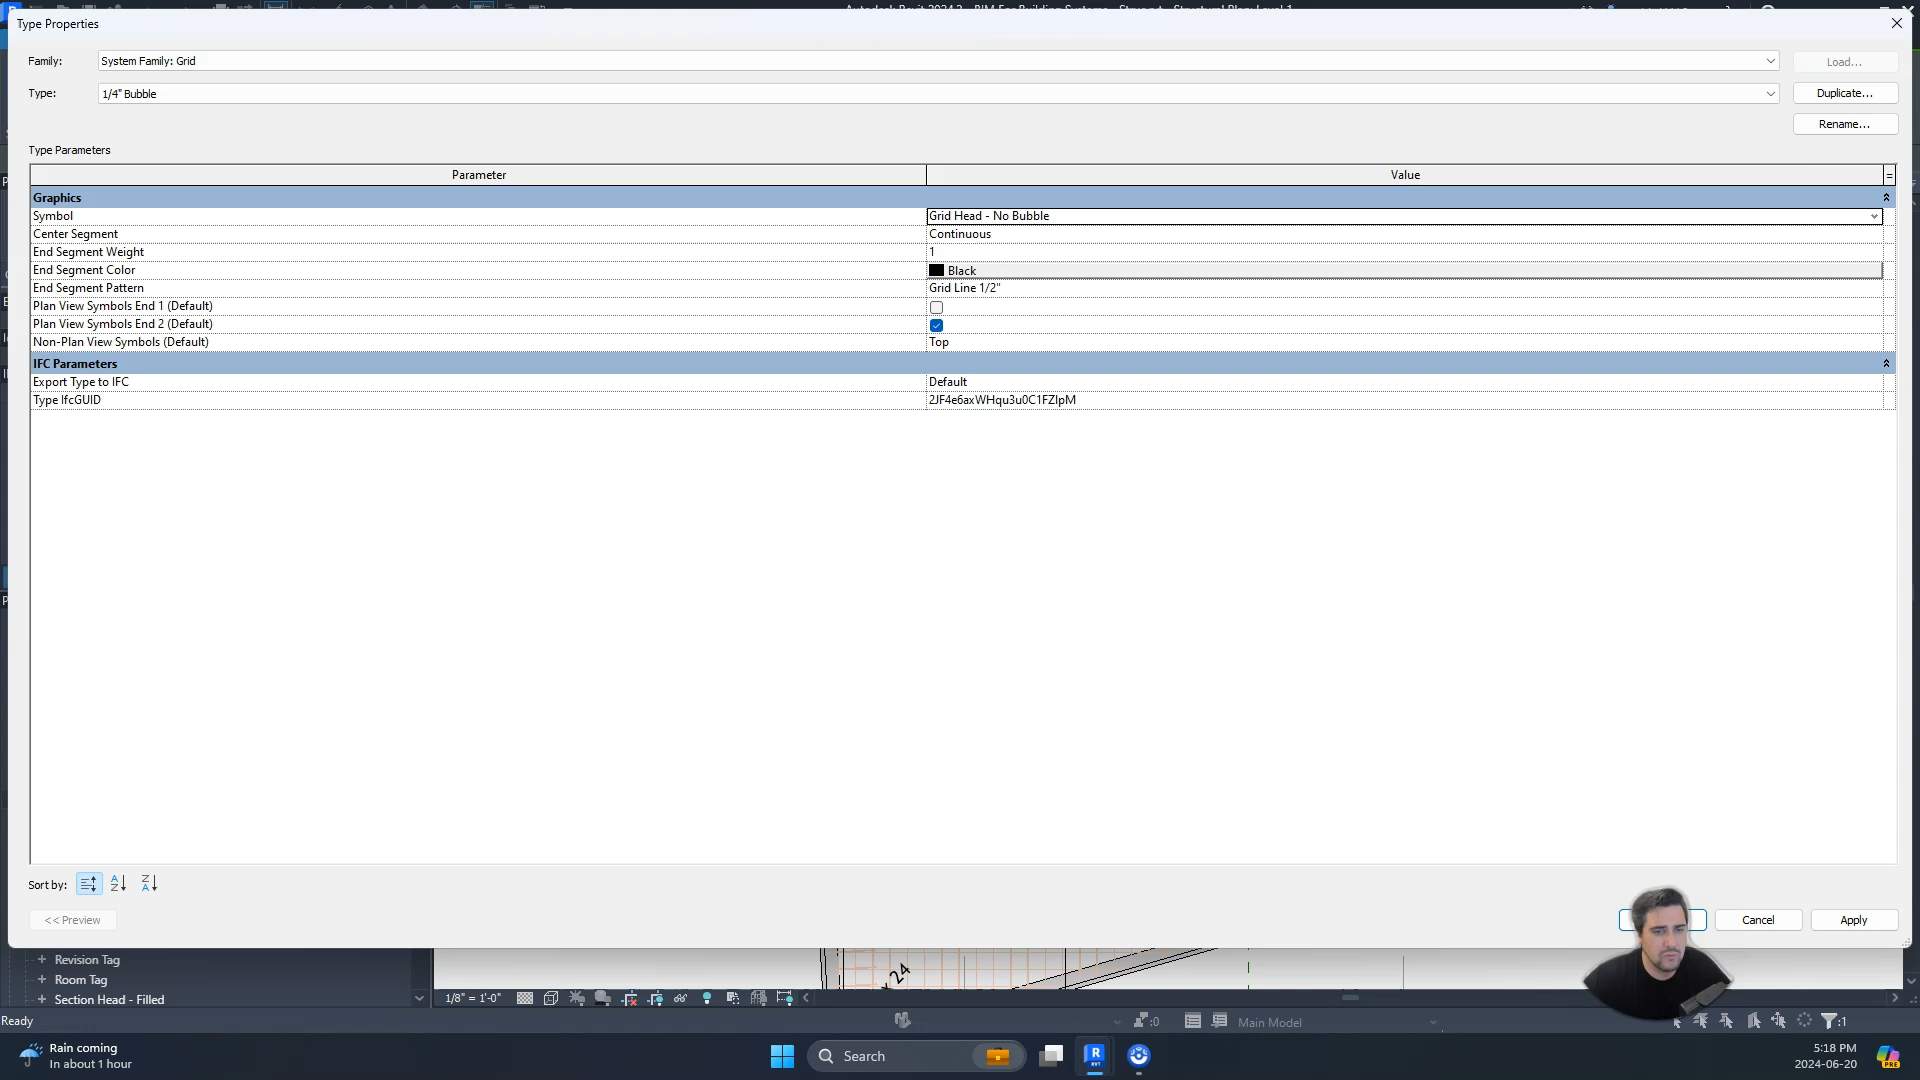 Type Properties
Family:
System Family: Grid
Load...
Type:
1/4" Bubble
Duplicate...
Rename...
Type Parameters
Parameter
Value
=
Graphics
Symbol
Grid Head - No Bubble
Center Segment
Continuous
End Segment Weight
1
End Segment Color
Black
End Segment Pattern
Grid Line 1/2"
Plan View Symbols End 1 (Default)
Plan View Symbols End 2 (Default)
Non-Plan View Symbols (Default)
Top
IFC Parameters
Export Type to IFC
Default
Type IfcGUID
2JF4e6axWHqu3u0C1FZIpM
Sort by:
<< Preview
Cancel
Apply
Revision Tag
Room Tag
Section Head - Filled
24
1/8" = 1'-0"
Ready
:0
Main Model
:1
Rain coming
In about 1 hour
Search
5:18 PM
2024-06-20